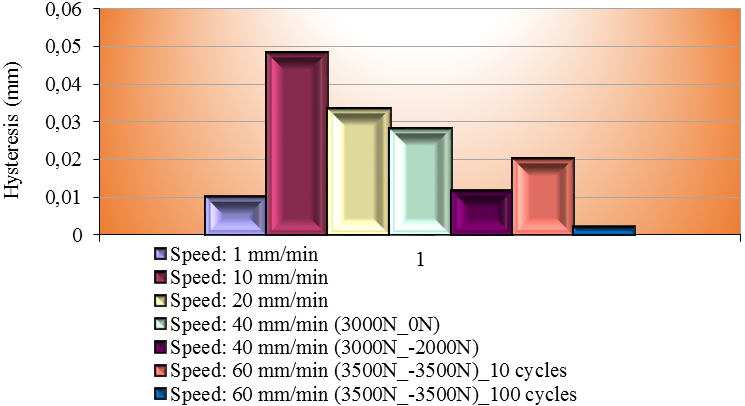 0,06
0,05
0,04
0,03
0,02
0,01
0
Hysteresis (mm)
1
Speed: 1 mm/min
Speed: 10 mm/min
Speed: 20 mm/min
Speed: 40 mm/min (3000N_0N)
Speed: 40 mm/min (3000N_-2000N)
Speed: 60 mm/min (3500N_-3500N)_10 cycles
Speed: 60 mm/min (3500N_-3500N)_100 cycles